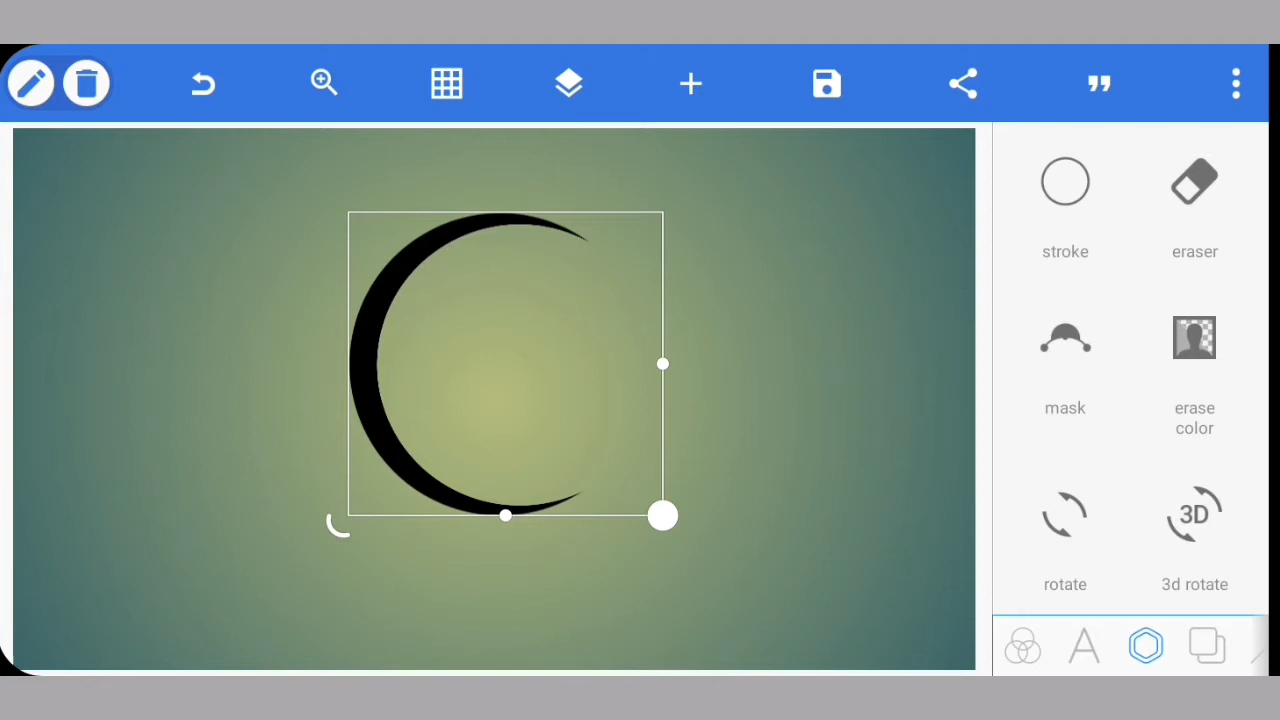 stroke
eraser
mask
erase
color
3D
rotate
3d rotate